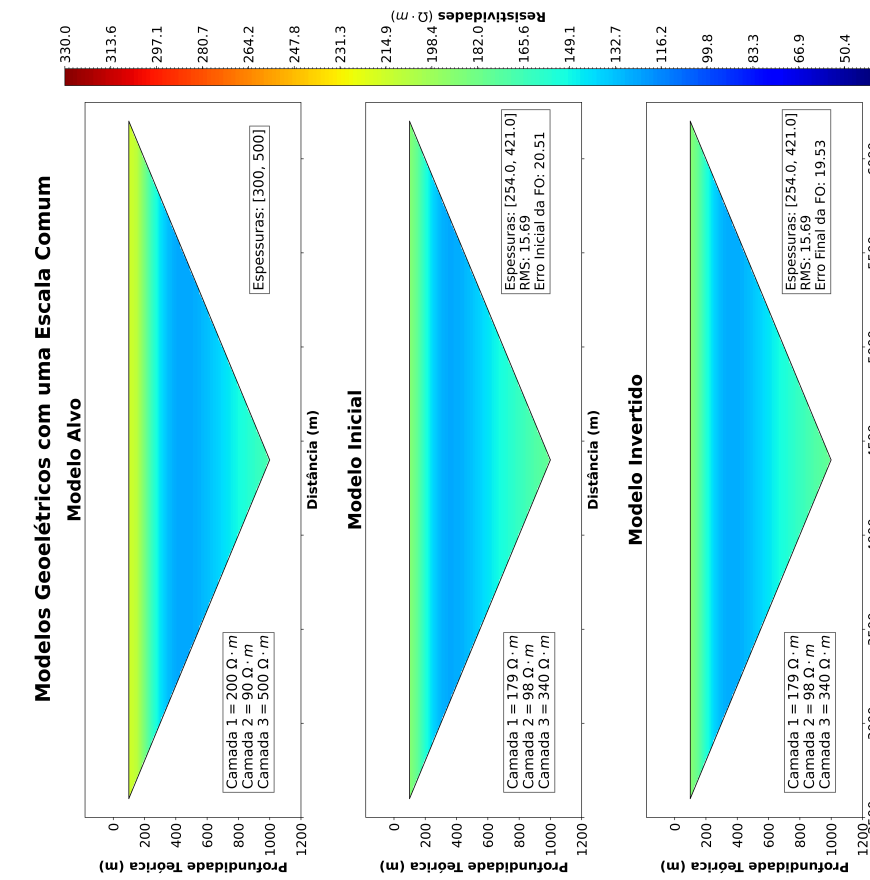 Modelos Geoelétricos com uma Escala Comum
Modelo Alvo
Profundidade Teórica (m)
0
200
400
600
800
1000
1200
Camada 1 = 200 Ω · m
Camada 2 = 90 Ω · m
Camada 3 = 500 Ω · m
Espessuras: [300, 500]
Distância (m)
Modelo Inicial
Profundidade Teórica (m)
0
200
400
600
800
1000
1200
Camada 1 = 179 Ω · m
Camada 2 = 98 Ω · m
Camada 3 = 340 Ω · m
Espessuras: [254.0, 421.0]
RMS: 15.69
Erro Inicial da FO: 20.51
Distância (m)
Modelo Invertido
Profundidade Teórica (m)
0
200
400
600
800
1000
1200
Camada 1 = 179 Ω · m
Camada 2 = 98 Ω · m
Camada 3 = 340 Ω · m
Espessuras: [254.0, 421.0]
RMS: 15.69
Erro Final da FO: 19.53
330.0
313.6
297.1
280.7
264.2
247.8
231.3
214.9
198.4
182.0
165.6
149.1
132.7
116.2
99.8
83.3
66.9
50.4
Resistividades (Ω · m)